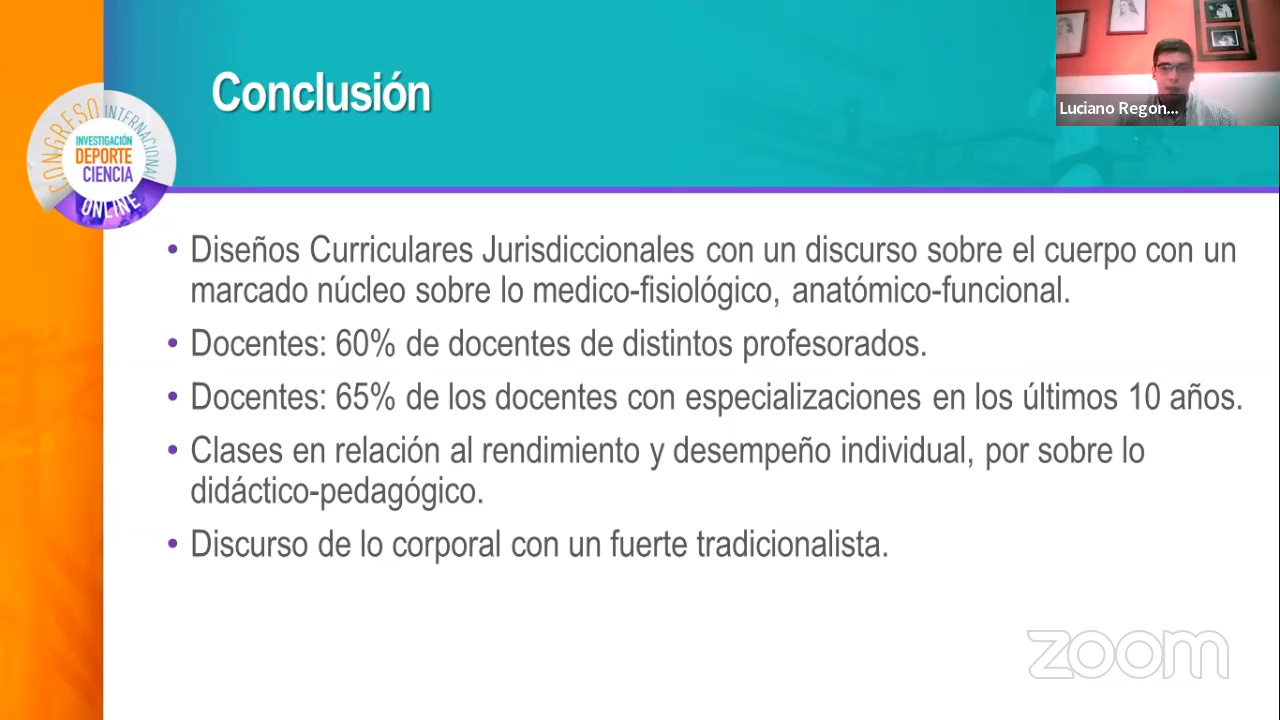 Conclusión
Luciano Regon...
CONGRESO INTERNACIONAL
INVESTIGACIÓN
DEPORTE
CIENCIA
ONLINE
• Diseños Curriculares Jurisdiccionales con un discurso sobre el cuerpo con un
marcado núcleo sobre lo medico-fisiológico, anatómico-funcional.
• Docentes: 60% de docentes de distintos profesorados.
• Docentes: 65% de los docentes con especializaciones en los últimos 10 años.
• Clases en relación al rendimiento y desempeño individual, por sobre lo
didáctico-pedagógico.
• Discurso de lo corporal con un fuerte tradicionalista.
zoom